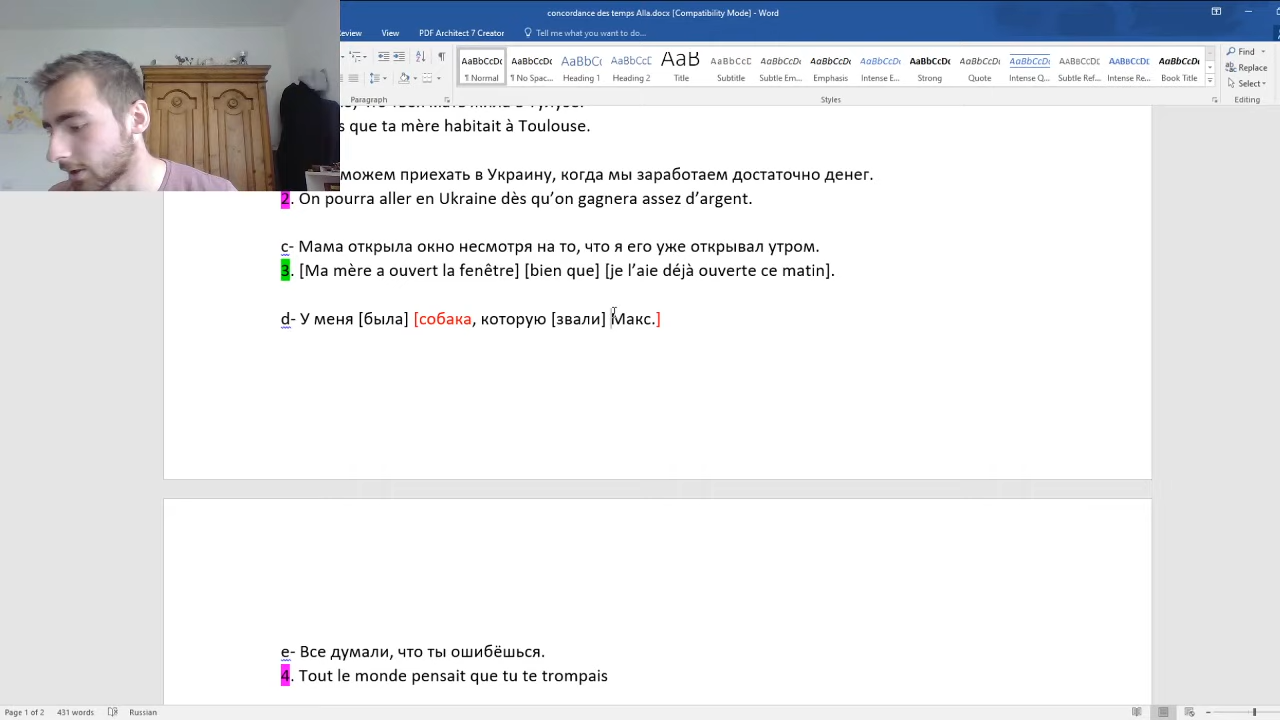 concordance des temps Alla.docx [Compatibility Mode] - Word
View PDF Architect 7 Creator Tell me what you want to do...
AaBbCcDc AaBbCcDc AaBbCc AaBbCcC AaB AaBbCcD AaBbCcDc AaBbCcDc AaBbCcDc AaBbCcDc AaBbCcDc AaBbCcDc AaBbCcDc AaBbCcDc AaBbCcDc
¶ Normal ¶ No Spac... Heading 1 Heading 2 Title Subtitle Subtle Em... Emphasis Intense E... Strong Quote Intense Q... Subtle Ref... Intense Re... Book Title
Find
Replace
Select
Paragraph Styles Editing
que ta mère habitait à Toulouse.
можем приехать в Украину, когда мы заработаем достаточно денег.
2. On pourra aller en Ukraine dès qu’on gagnera assez d’argent.
c- Мама открыла окно несмотря на то, что я его уже открывал утром.
3. [Ma mère a ouvert la fenêtre] [bien que] [je l’aie déjà ouverte ce matin].
d- У меня [была] [собака, которую [звали] Макс.]
e- Все думали, что ты ошибёшься.
4. Tout le monde pensait que tu te trompais
Page 1 of 2 431 words Russian